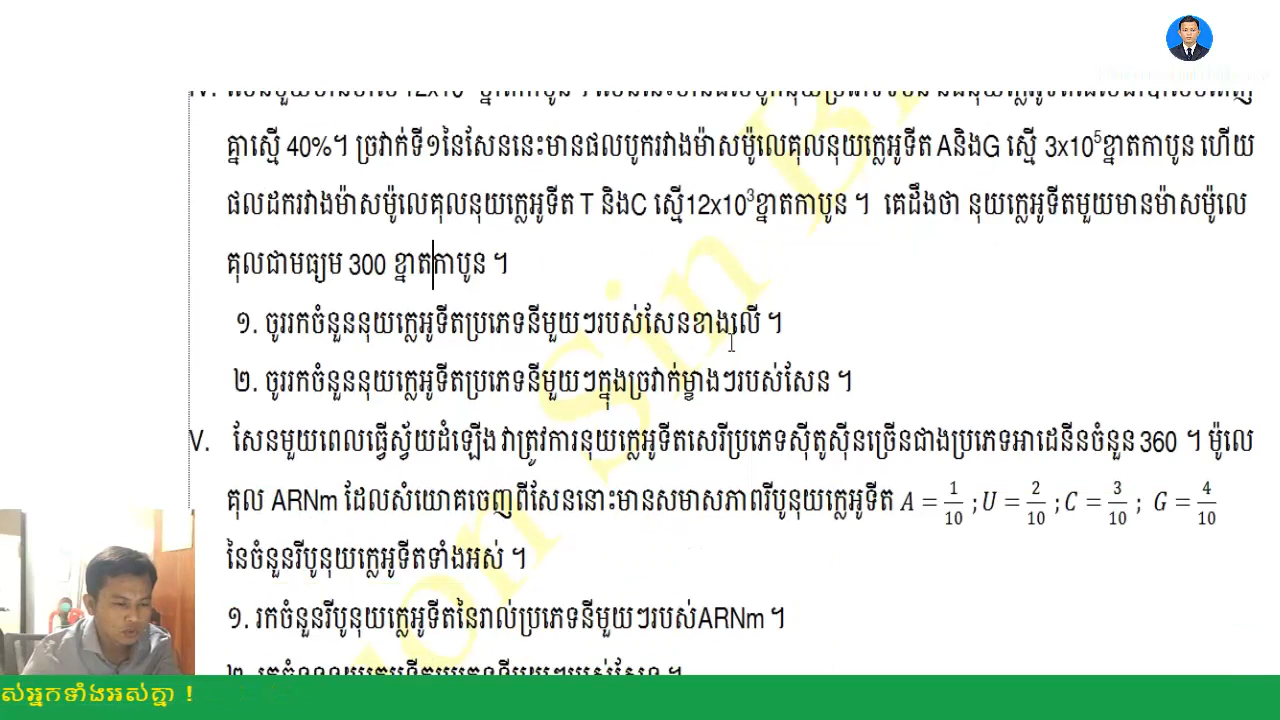 គ្នាស្មើ 40%។ ច្រវាក់ទី១នៃសែននេះមានផលបូករវាងម៉ាសម៉ូលេគុលនុយក្លេអូទីត AនិងG ស្មើ 3x10⁵ខ្នាតកាបូន ហើយ
ផលដករវាងម៉ាសម៉ូលេគុលនុយក្លេអូទីត T និងC ស្មើ12x10³ខ្នាតកាបូន ។ គេដឹងថា នុយក្លេអូទីតមួយមានម៉ាសម៉ូលេ
គុលជាមធ្យម 300 ខ្នាតកាបូន ។
១. ចូររកចំនួននុយក្លេអូទីតប្រភេទនីមួយៗរបស់សែនខាងលើ ។
២. ចូររកចំនួននុយក្លេអូទីតប្រភេទនីមួយៗក្នុងច្រវាក់ម្ខាងៗរបស់សែន ។
V. សែនមួយពេលធ្វើស្វ័យដំឡើង វាត្រូវការនុយក្លេអូទីតសេរីប្រភេទស៊ីតូស៊ីនច្រើនជាងប្រភេទអាដេនីនចំនួន 360 ។ ម៉ូលេ
គុល ARNm ដែលសំយោគចេញពីសែននោះមានសមាសភាពរីបូនុយក្លេអូទីត A = 1/10 ; U = 2/10 ; C = 3/10 ; G = 4/10
នៃចំនួនរីបូនុយក្លេអូទីតទាំងអស់ ។
១. រកចំនួនរីបូនុយក្លេអូទីតនៃរាល់ប្រភេទនីមួយៗរបស់ARNm ។
ស់អ្នកទាំងអស់គ្នា !